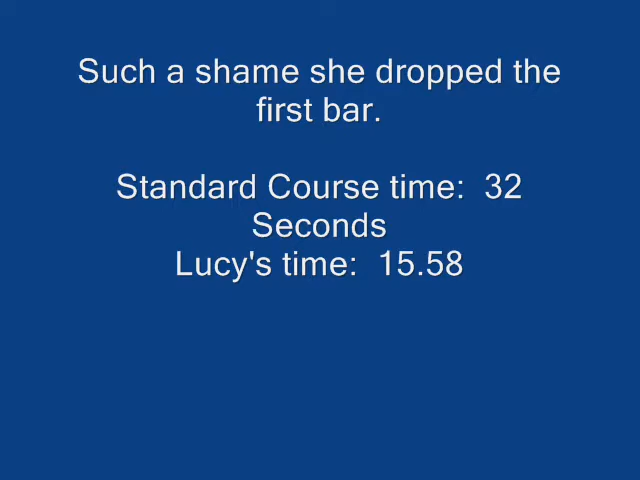 Such a shame she dropped the
first bar.
Standard Course time:  32
Seconds
Lucy's time:  15.58